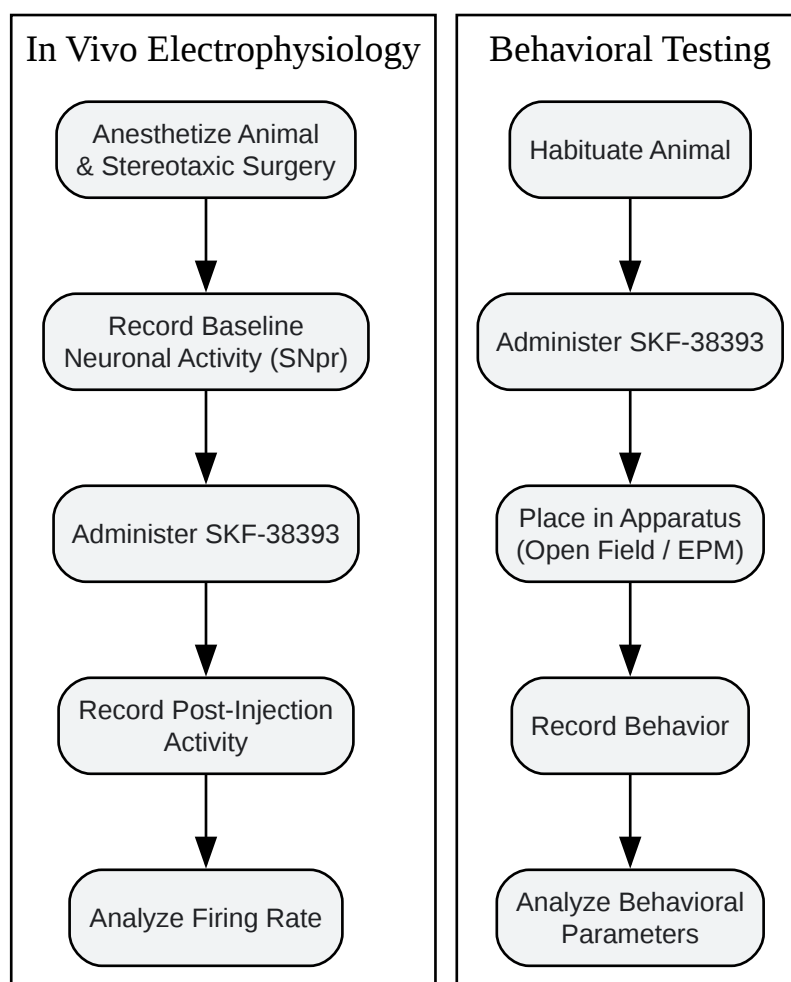 In Vivo Electrophysiology
Anesthetize Animal
& Stereotaxic Surgery
Record Baseline
Neuronal Activity (SNpr)
Administer SKF-38393
Record Post-Injection
Activity
Analyze Firing Rate
Behavioral Testing
Habituate Animal
Administer SKF-38393
Place in Apparatus
(Open Field / EPM)
Record Behavior
Analyze Behavioral
Parameters